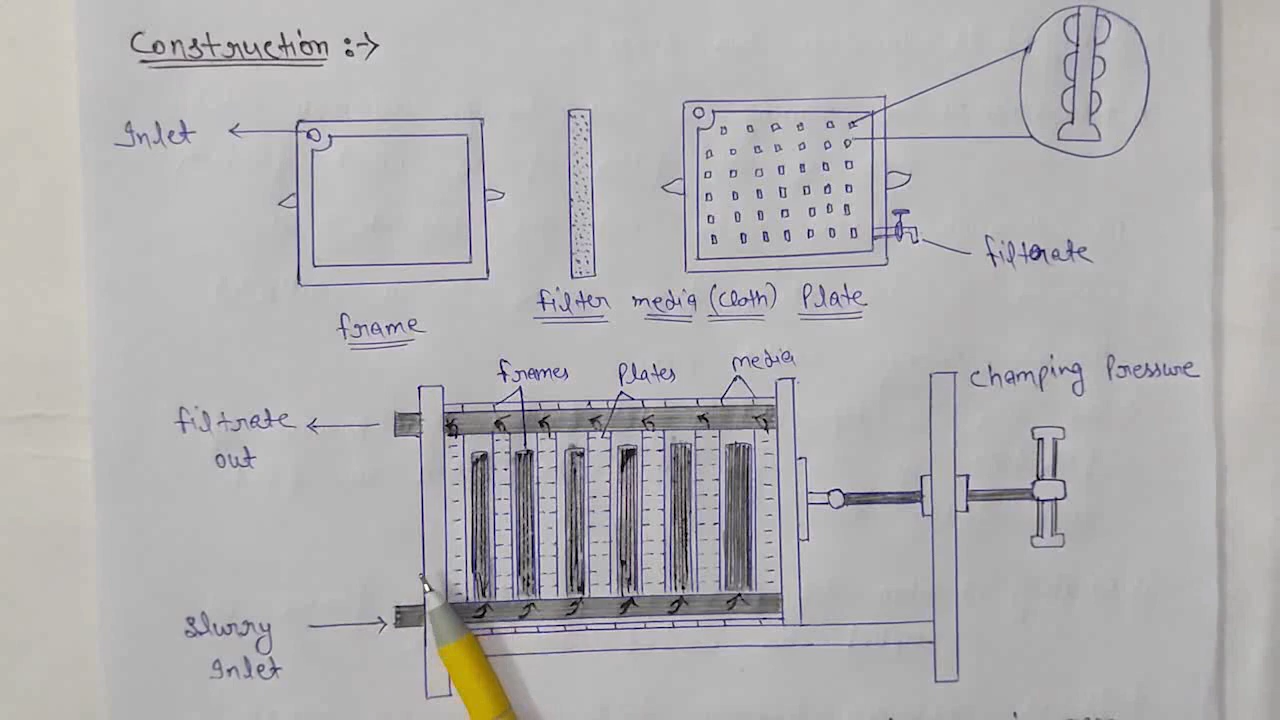 Construction :->
Inlet
filtrate
frame
filter media (cloth)
Plate
frames
Plates
media
Champing Pressure
filtrate
out
Slurry
Inlet